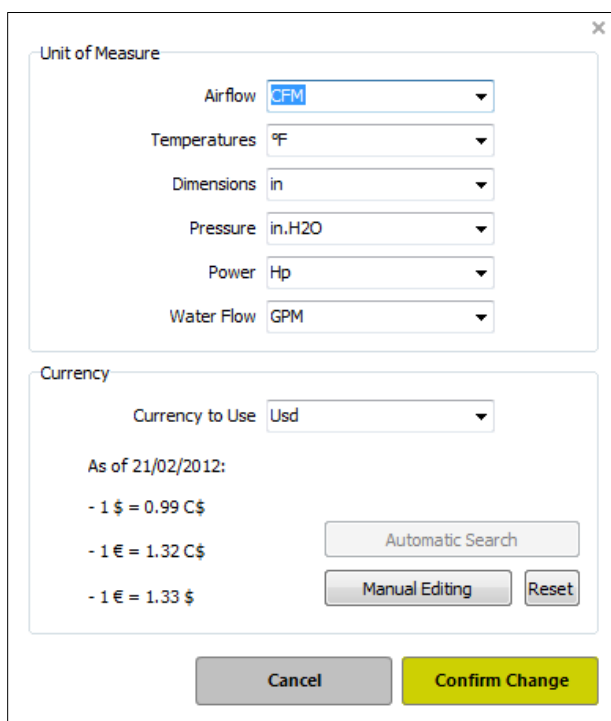 Unit of Measure
Airflow CFM
Temperatures ºF
Dimensions in
Pressure in.H2O
Power Hp
Water Flow GPM
Currency
Currency to Use Usd
As of 21/02/2012:
- 1 $ = 0.99 C$
- 1 € = 1.32 C$
Automatic Search
- 1 € = 1.33 $
Manual Editing Reset
Cancel Confirm Change